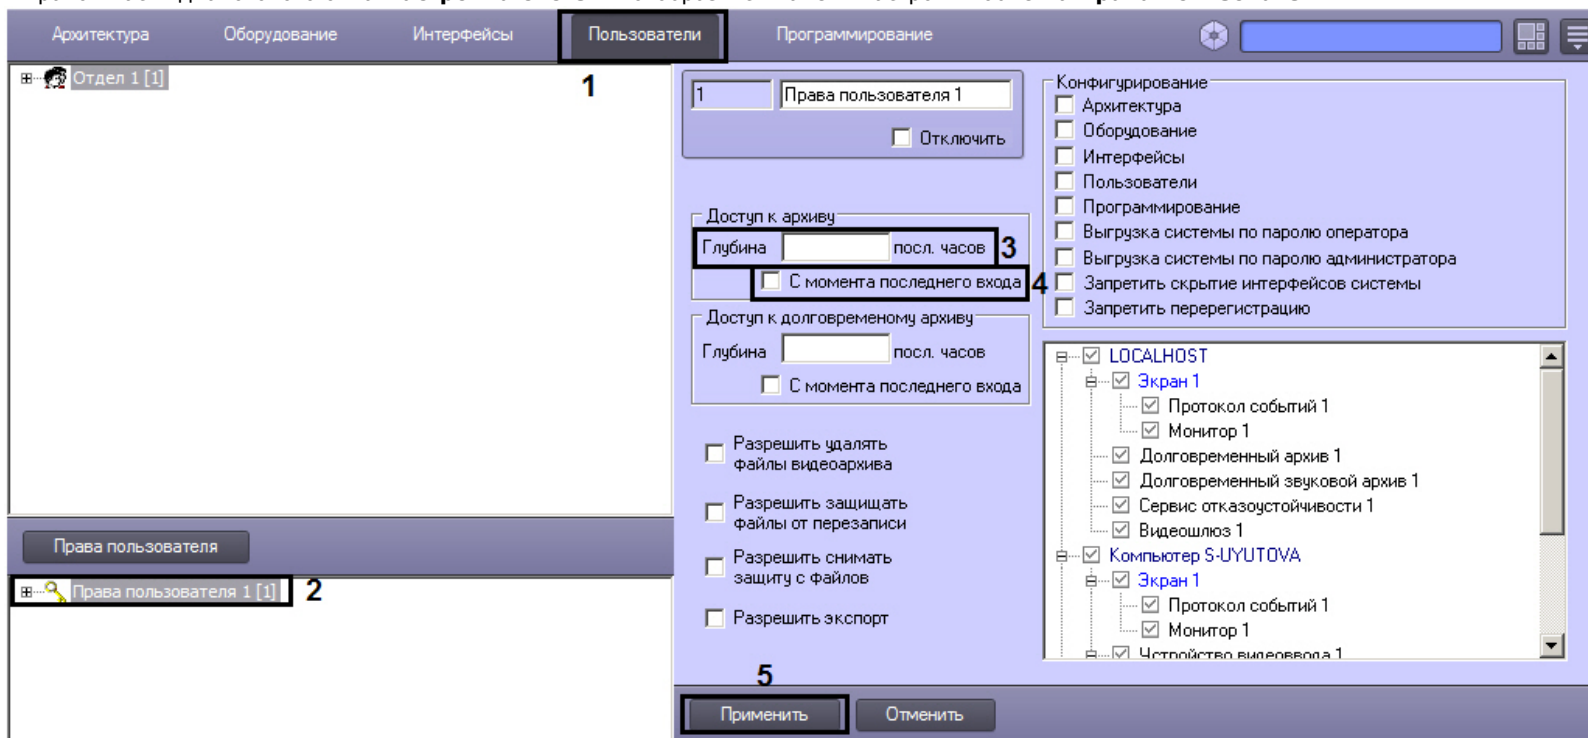 Архитектура Оборудование Интерфейсы Пользователи Программирование
1
Отдел 1 [1]
1 Права пользователя 1
Отключить
Доступ к архиву
Глубина посл. часов 3
С момента последнего входа 4
Доступ к долговременому архиву
Глубина посл. часов
С момента последнего входа
Разрешить удалять
файлы видеоархива
Разрешить защищать
файлы от перезаписи
Разрешить снимать
защиту с файлов
Разрешить экспорт
Конфигурирование
Архитектура
Оборудование
Интерфейсы
Пользователи
Программирование
Выгрузка системы по паролю оператора
Выгрузка системы по паролю администратора
Запретить скрытие интерфейсов системы
Запретить перерегистрацию
LOCALHOST
Экран 1
Протокол событий 1
Монитор 1
Долговременный архив 1
Долговременный звуковой архив 1
Сервис отказоустойчивости 1
Видеошлюз 1
Компьютер S-UYUTOVA
Экран 1
Протокол событий 1
Монитор 1
Устройство видеоввода 1
Права пользователя
Права пользователя 1 [1] 2
5
Применить Отменить